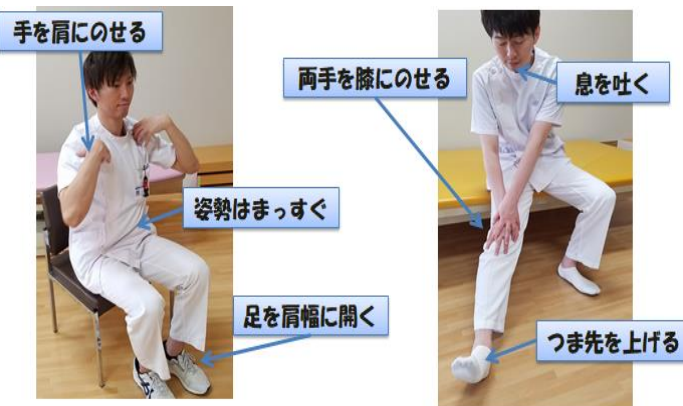 手を肩にのせる
姿勢はまっすぐ
足を肩幅に開く
両手を膝にのせる
息を吐く
つま先を上げる